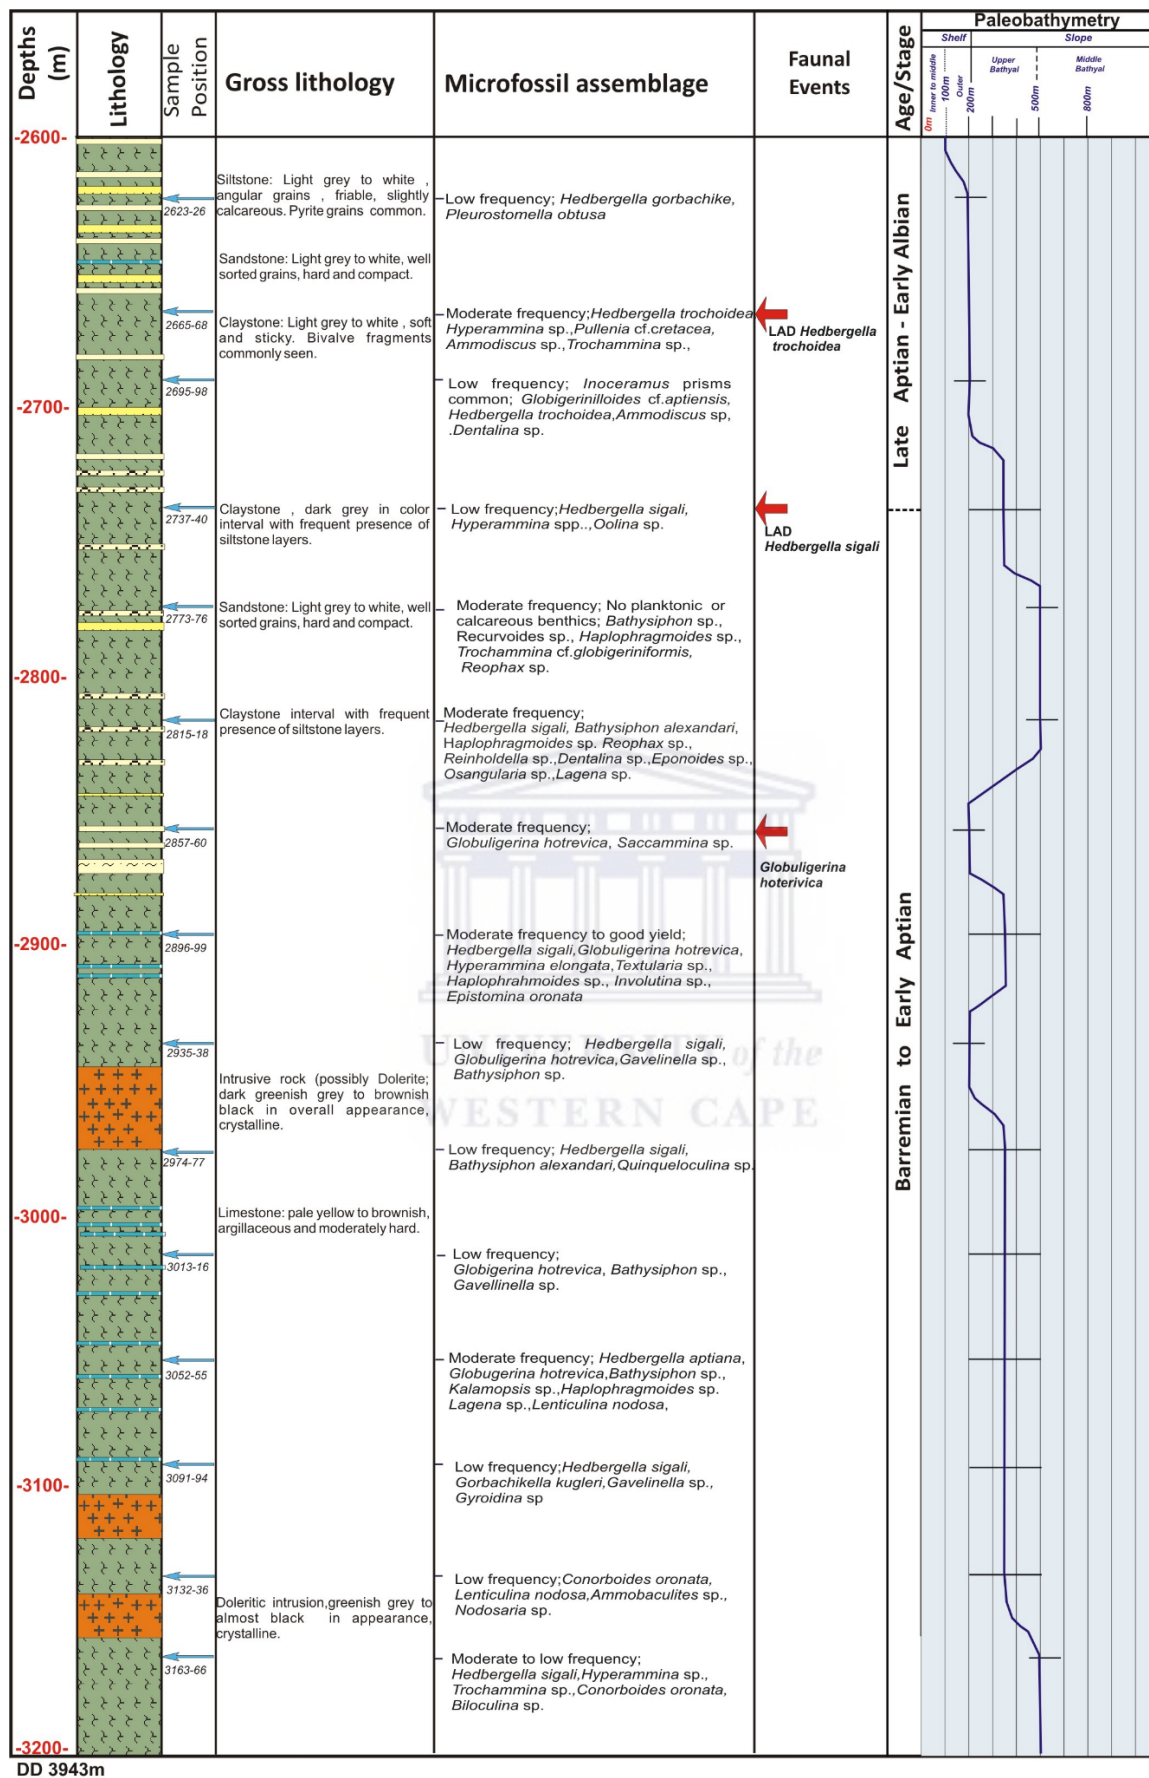 Depths
(m)
Lithology
Sample
Position
Gross lithology
Microfossil assemblage
Faunal
Events
Age/Stage
Paleobathymetry
Shelf
Slope
Inner to middle
Outer
Upper
Bathyal
Middle
Bathyal
0m
100m
200m
500m
800m
-2600-
Siltstone: Light grey to white ,
angular grains , friable, slightly
calcareous. Pyrite grains common.
2623-26
Low frequency; Hedbergella gorbachike,
Pleurostomella obtusa
Sandstone: Light grey to white, well
sorted grains, hard and compact.
2665-68
Claystone: Light grey to white , soft
and sticky. Bivalve fragments
commonly seen.
Moderate frequency;Hedbergella trochoidea
Hyperammina sp.,Pullenia cf.cretacea,
Ammodiscus sp.,Trochammina sp.,
LAD Hedbergella
trochoidea
2695-98
Low frequency; Inoceramus prisms
common; Globigerinilloides cf.aptiensis,
Hedbergella trochoidea,Ammodiscus sp,
.Dentalina sp.
-2700-
Late Aptian - Early Albian
2737-40
Claystone , dark grey in color
interval with frequent presence of
siltstone layers.
Low frequency;Hedbergella sigali,
Hyperammina spp..,Oolina sp.
LAD
Hedbergella sigali
2773-76
Sandstone: Light grey to white, well
sorted grains, hard and compact.
Moderate frequency; No planktonic or
calcareous benthics; Bathysiphon sp.,
Recurvoides sp., Haplophragmoides sp.,
Trochammina cf.globigeriniformis,
Reophax sp.
-2800-
2815-18
Claystone interval with frequent
presence of siltstone layers.
Moderate frequency;
Hedbergella sigali, Bathysiphon alexandari,
Haplophragmoides sp. Reophax sp.,
Reinholdella sp.,Dentalina sp.,Eponoides sp.,
Osangularia sp.,Lagena sp.
2857-60
Moderate frequency;
Globuligerina hotrevica, Saccammina sp.
Globuligerina
hoterivica
-2900-
2896-99
Moderate frequency to good yield;
Hedbergella sigali,Globuligerina hotrevica,
Hyperammina elongata,Textularia sp.,
Haplophrahmoides sp., Involutina sp.,
Epistomina oronata
Barremian to Early Aptian
2935-38
Low frequency; Hedbergella sigali,
Globuligerina hotrevica,Gavelinella sp.,
Bathysiphon sp.
UNIVERSITY of the
WESTERN CAPE
Intrusive rock (possibly Dolerite;
dark greenish grey to brownish
black in overall appearance,
crystalline.
2974-77
Low frequency; Hedbergella sigali,
Bathysiphon alexandari,Quinqueloculina sp.
-3000-
Limestone: pale yellow to brownish,
argillaceous and moderately hard.
3013-16
Low frequency;
Globigerina hotrevica, Bathysiphon sp.,
Gavellinella sp.
3052-55
Moderate frequency; Hedbergella aptiana,
Globugerina hotrevica,Bathysiphon sp.,
Kalamopsis sp.,Haplophragmoides sp.
Lagena sp.,Lenticulina nodosa,
3091-94
Low frequency;Hedbergella sigali,
Gorbachikella kugleri,Gavelinella sp.,
Gyroidina sp
-3100-
3132-36
Low frequency;Conorboides oronata,
Lenticulina nodosa,Ammobaculites sp.,
Nodosaria sp.
Doleritic intrusion,greenish grey to
almost black in appearance,
crystalline.
3163-66
Moderate to low frequency;
Hedbergella sigali,Hyperammina sp.,
Trochammina sp.,Conorboides oronata,
Biloculina sp.
-3200-
DD 3943m